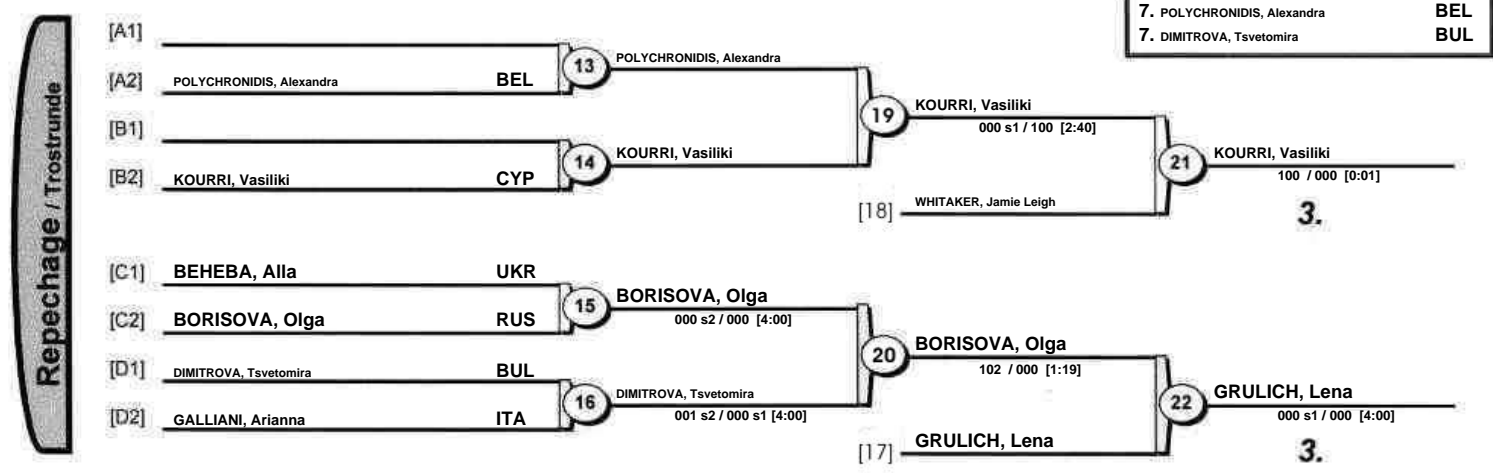 7. POLYCHRONIDIS, Alexandra BEL
7. DIMITROVA, Tsvetomira BUL
Repechage / Trostrunde
[A1]
[A2] POLYCHRONIDIS, Alexandra BEL
13 POLYCHRONIDIS, Alexandra
[B1]
[B2] KOURRI, Vasiliki CYP
14 KOURRI, Vasiliki
19 KOURRI, Vasiliki
000 s1 / 100 [2:40]
[18] WHITAKER, Jamie Leigh
21 KOURRI, Vasiliki
100 / 000 [0:01]
3.
[C1] BEHEBA, Alla UKR
[C2] BORISOVA, Olga RUS
15 BORISOVA, Olga
000 s2 / 000 [4:00]
[D1] DIMITROVA, Tsvetomira BUL
[D2] GALLIANI, Arianna ITA
16 DIMITROVA, Tsvetomira
001 s2 / 000 s1 [4:00]
20 BORISOVA, Olga
102 / 000 [1:19]
[17] GRULICH, Lena
22 GRULICH, Lena
000 s1 / 000 [4:00]
3.